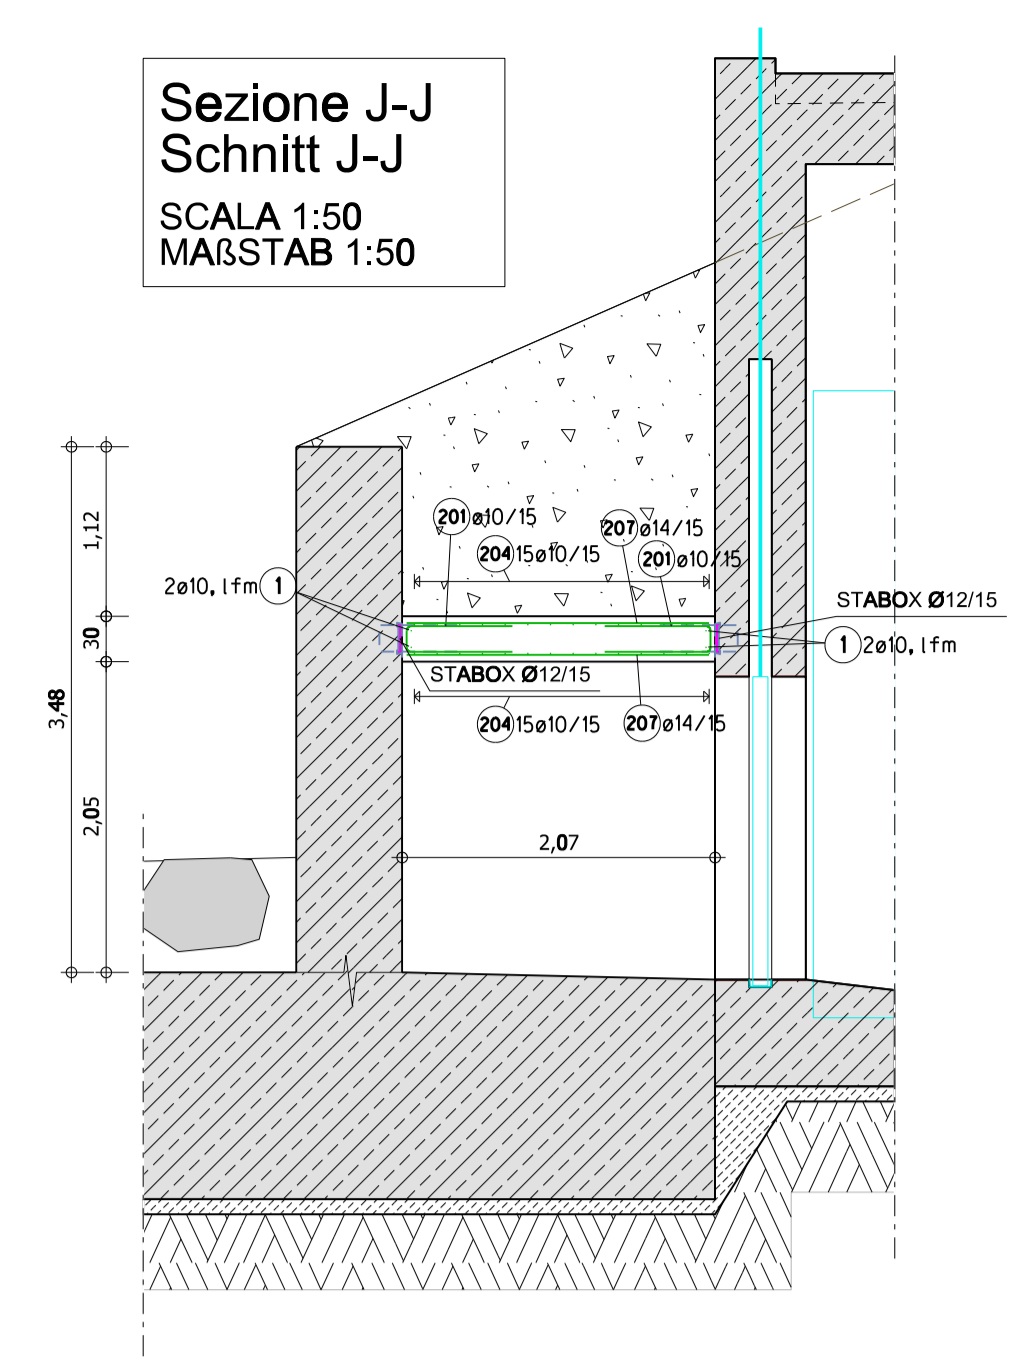 Sezione J-J
Schnitt J-J
SCALA 1:50
MAßSTAB 1:50
1,12
30
3,48
2,05
201 ø10/15
207 ø14/15
204 15ø10/15
201 ø10/15
2ø10, lfm 1
STABOX Ø12/15
1 2ø10, lfm
STABOX Ø12/15
204 15ø10/15
207 ø14/15
2,07